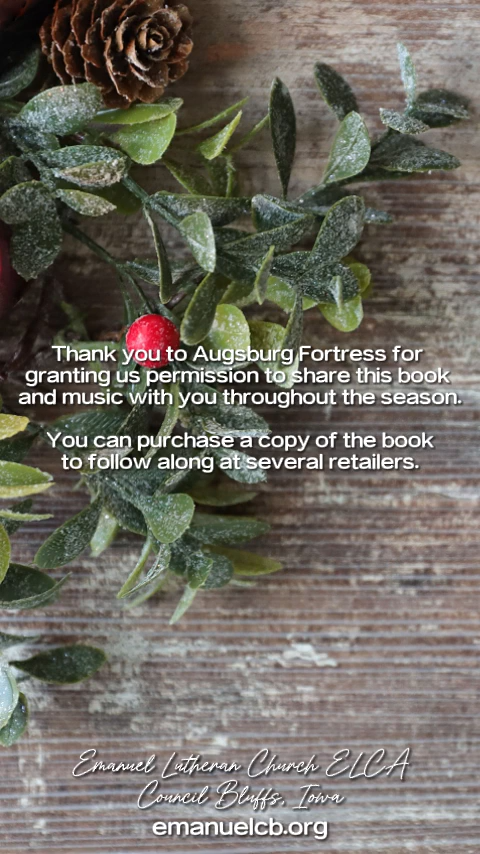 Thank you to Augsburg Fortress for
granting us permission to share this book
and music with you throughout the season.
You can purchase a copy of the book
to follow along at several retailers.
Emanuel Lutheran Church ELCA
Council Bluffs, Iowa
emanuelcb.org